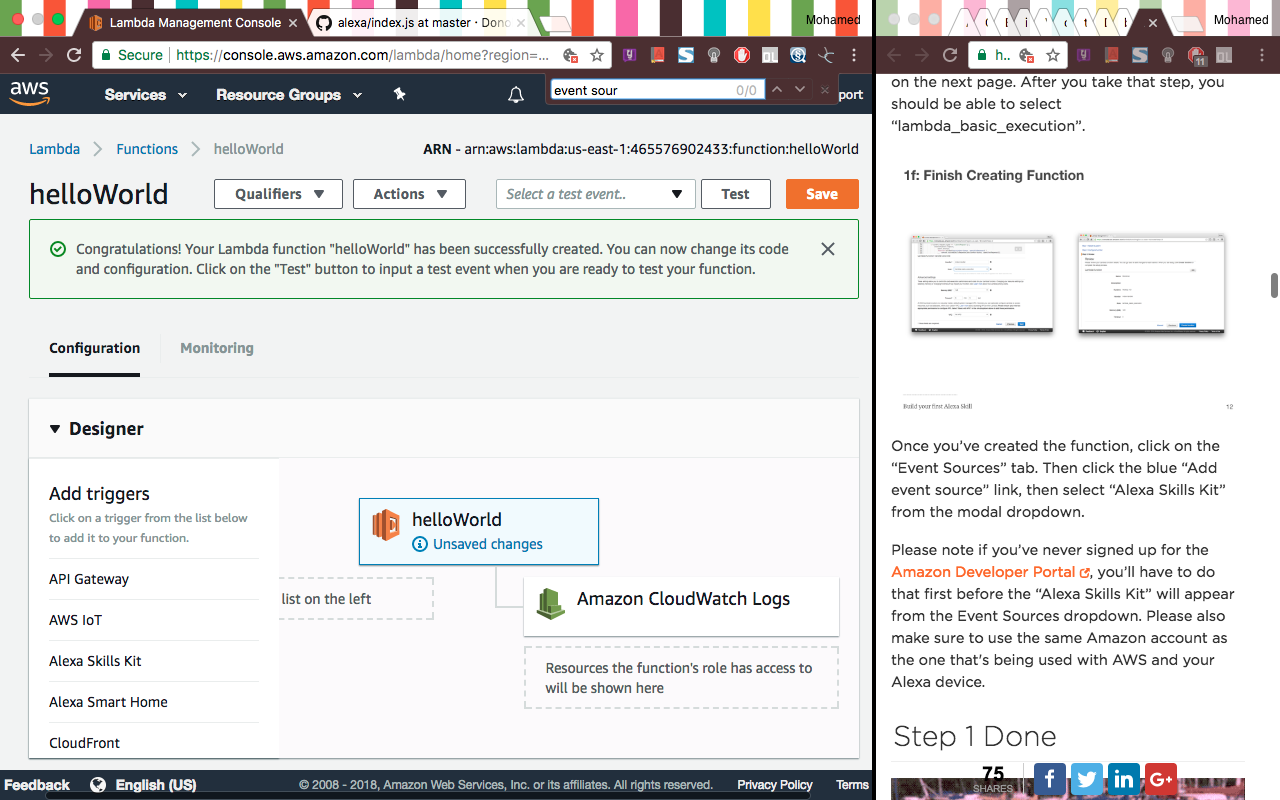 Lambda Management Console
alexa/index.js at master · Dono
Mohamed
Secure
https://console.aws.amazon.com/lambda/home?region=...
aws
Services
Resource Groups
event sour
0/0
port
Lambda
Functions
helloWorld
ARN - arn:aws:lambda:us-east-1:465576902433:function:helloWorld
helloWorld
Qualifiers
Actions
Select a test event..
Test
Save
Congratulations! Your Lambda function "helloWorld" has been successfully created. You can now change its code
and configuration. Click on the "Test" button to input a test event when you are ready to test your function.
Configuration
Monitoring
Designer
Add triggers
Click on a trigger from the list below
to add it to your function.
API Gateway
AWS IoT
Alexa Skills Kit
Alexa Smart Home
CloudFront
helloWorld
Unsaved changes
list on the left
Amazon CloudWatch Logs
Resources the function's role has access to
will be shown here
Feedback
English (US)
© 2008 - 2018, Amazon Web Services, Inc. or its affiliates. All rights reserved.
Privacy Policy
Terms
Mohamed
h..
11
on the next page. After you take that step, you
should be able to select
“lambda_basic_execution”.
1f: Finish Creating Function
Build your first Alexa Skill
12
Once you’ve created the function, click on the
“Event Sources” tab. Then click the blue “Add
event source” link, then select “Alexa Skills Kit”
from the modal dropdown.
Please note if you’ve never signed up for the
Amazon Developer Portal, you’ll have to do
that first before the “Alexa Skills Kit” will appear
from the Event Sources dropdown. Please also
make sure to use the same Amazon account as
the one that’s being used with AWS and your
Alexa device.
Step 1 Done
75
SHARES